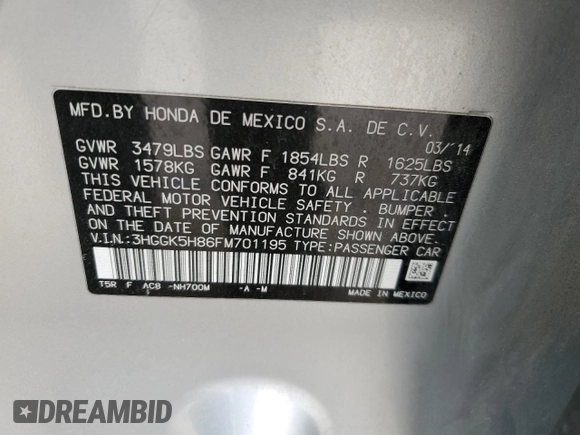 MFD.BY HONDA DE MEXICO S.A. DE C.V.
03/'14
GVWR 3479LBS GAWR F 1854LBS R 1625LBS
GVWR 1578KG GAWR F 841KG R 737KG
THIS VEHICLE CONFORMS TO ALL APPLICABLE
FEDERAL MOTOR VEHICLE SAFETY , BUMPER ,
AND THEFT PREVENTION STANDARDS IN EFFECT
ON THE DATE OF MANUFACTURE SHOWN ABOVE.
V.I.N.:3HGGK5H86FM701195 TYPE:PASSENGER CAR
T5R F AC8 -NH700M -A -M
MADE IN MEXICO
DREAMBID